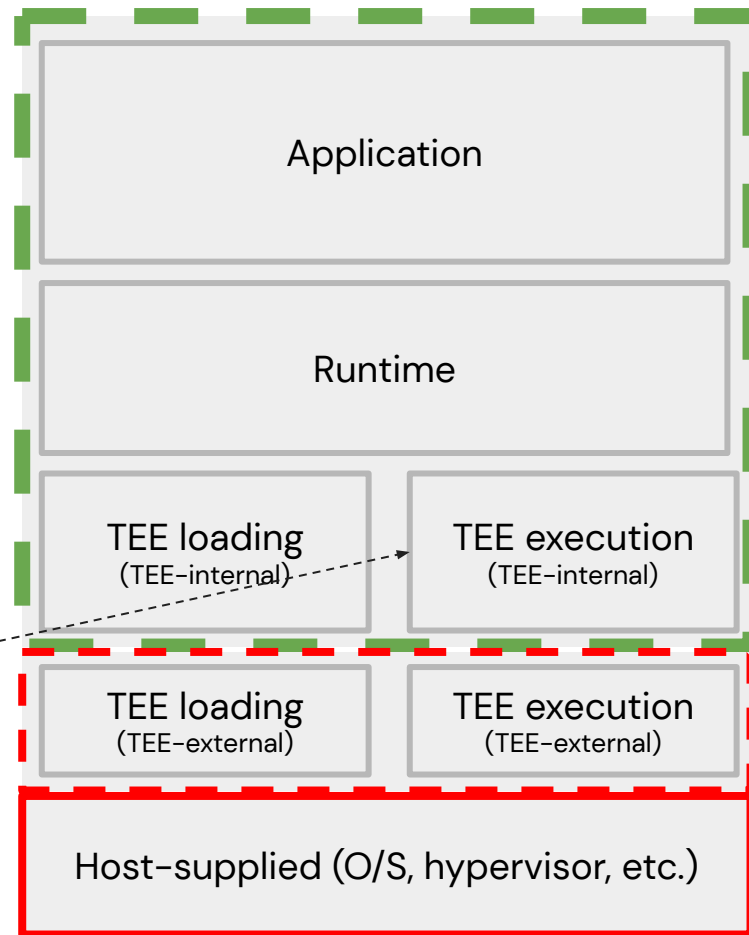 Application
Runtime
TEE loading
(TEE-internal)
TEE execution
(TEE-internal)
TEE loading
(TEE-external)
TEE execution
(TEE-external)
Host-supplied (O/S, hypervisor, etc.)